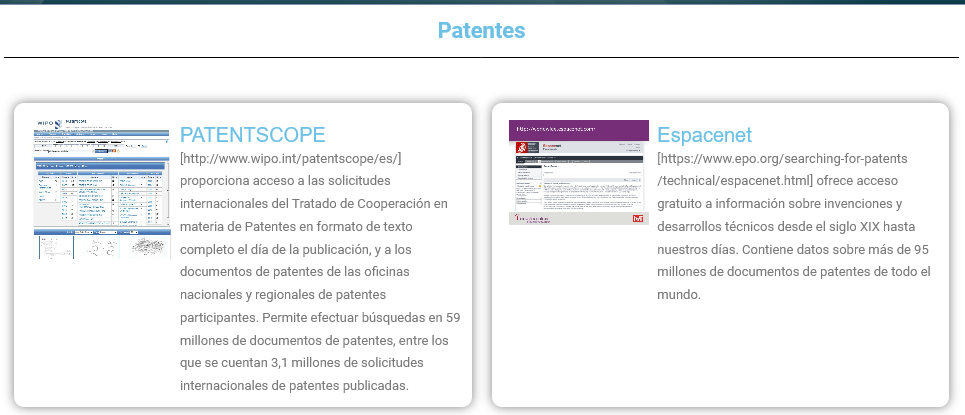 Patentes
WIPO
PATENTSCOPE
[http://www.wipo.int/patentscope/es/]
proporciona acceso a las solicitudes
internacionales del Tratado de Cooperación en
materia de Patentes en formato de texto
completo el día de la publicación, y a los
documentos de patentes de las oficinas
nacionales y regionales de patentes
participantes. Permite efectuar búsquedas en 59
millones de documentos de patentes, entre los
que se cuentan 3,1 millones de solicitudes
internacionales de patentes publicadas.
Espacenet
[https://www.epo.org/searching-for-patents
/technical/espacenet.html] ofrece acceso
gratuito a información sobre invenciones y
desarrollos técnicos desde el siglo XIX hasta
nuestros días. Contiene datos sobre más de 95
millones de documentos de patentes de todo el
mundo.